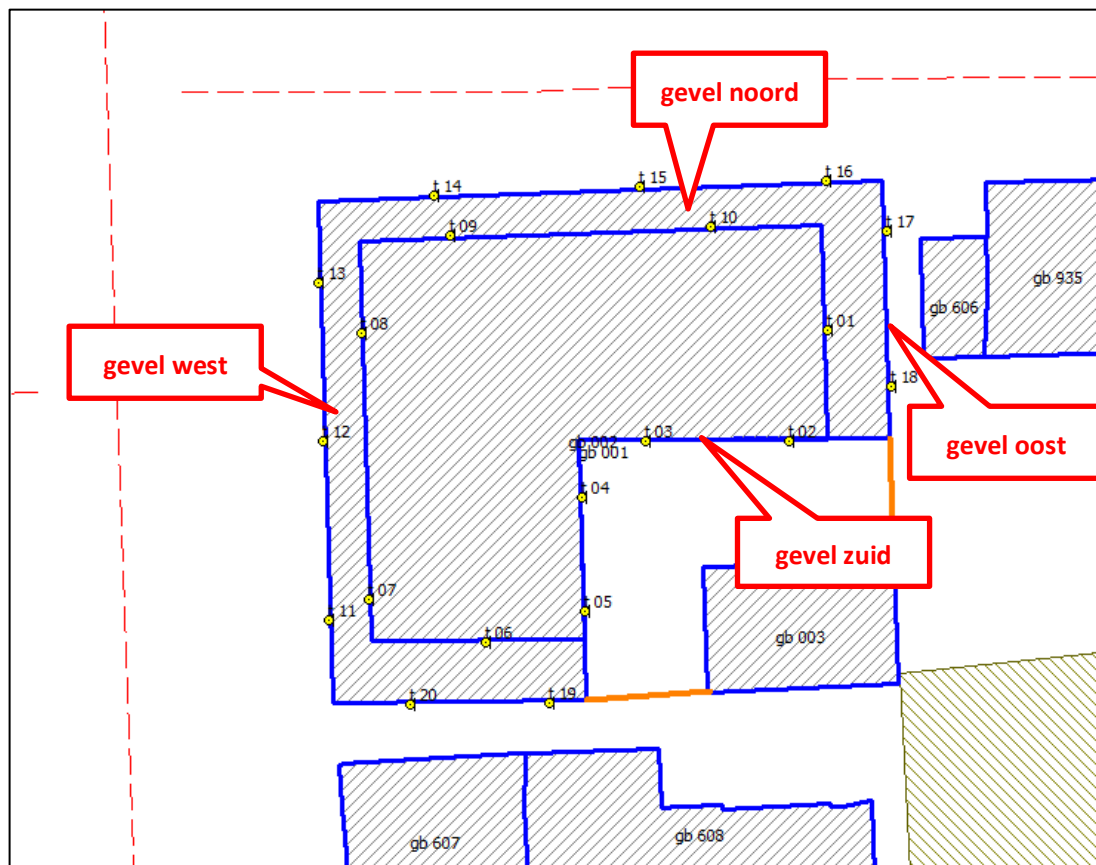 gevel noord
t 16
t 15
t 14
t 10
t 09
t 17
gb 935
gb 606
t 13
t 08
t 01
gevel west
t 18
t 12
t 03
t 02
gb 002
gb 001
gevel oost
t 04
gevel zuid
t 07
t 05
t 11
t 06
gb 003
t 20
t 19
gb 607
gb 608